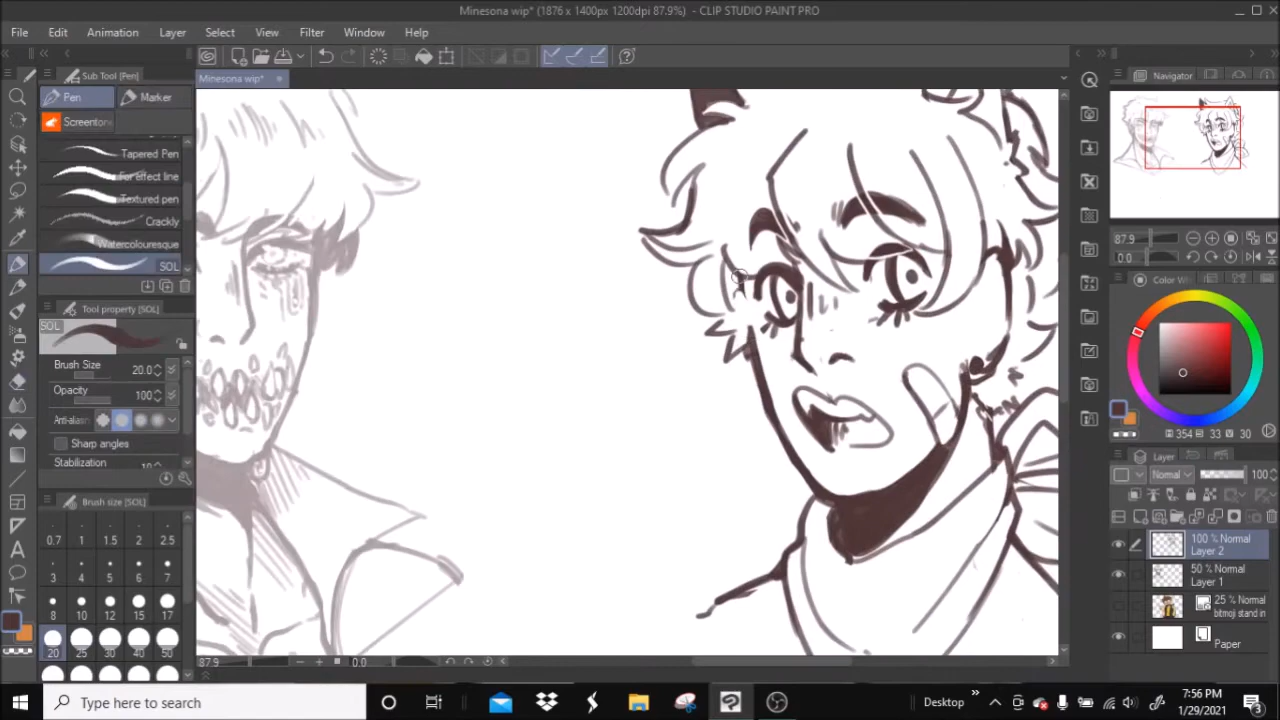 Minesona wip* (1876 x 1400px 1200dpi 87.9%) - CLIP STUDIO PAINT PRO
File Edit Animation Layer Select View Filter Window Help
Sub Tool [Pen]
Minesona wip*
Navigator
Pen
Marker
Screentone
Tapered Pen
For effect line
Textured pen
Crackly
Watercolouresque
SOL
Tool property [SOL]
SOL
Brush Size 20.0
Opacity 100
Anti-alias
Sharp angles
Stabilization
Brush size [SOL]
0.7 1 1.5 2 2.5
3 4 5 6 7
8 10 12 15 17
20 25 30 40 50
87.9
0.0
87.9
0.0
Color W
H 354 S 33 V 30
Layer
Normal 100
100 % Normal
Layer 2
50 % Normal
Layer 1
25 % Normal
bitmoji stand in
Paper
Type here to search
Desktop
7:56 PM
1/29/2021
3